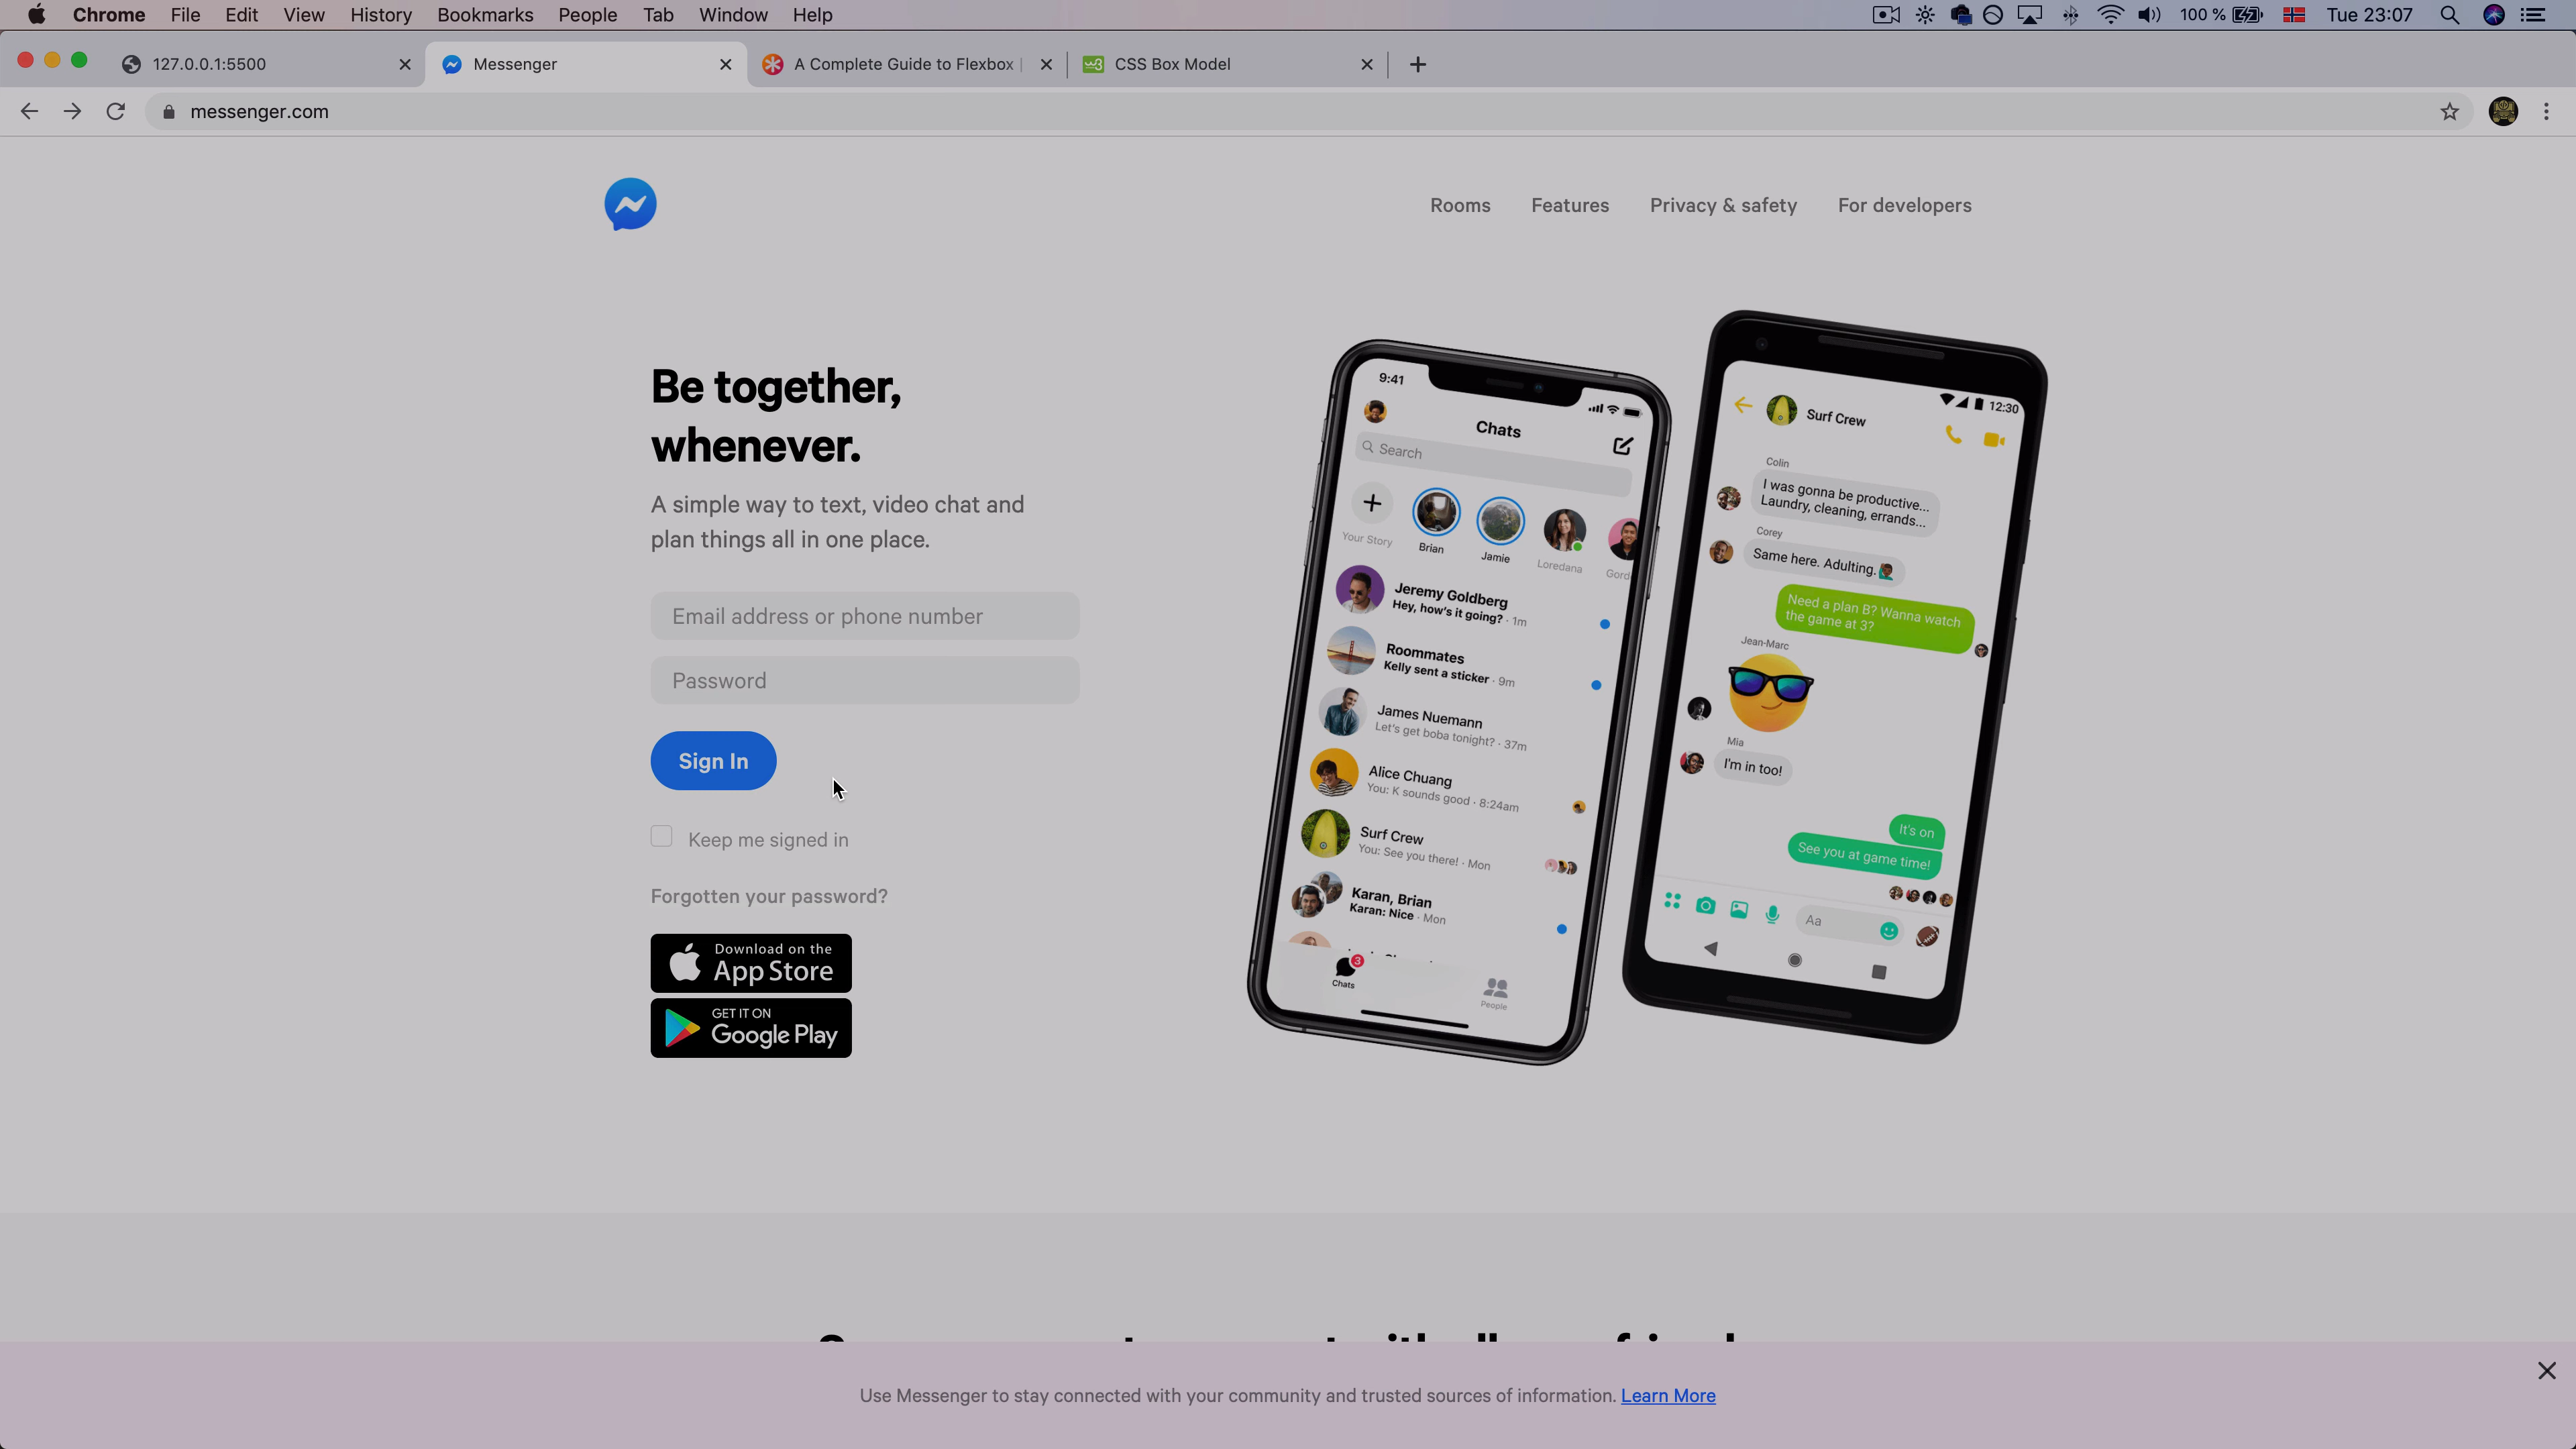 Chrome File Edit View History Bookmarks People Tab Window Help
100 % Tue 23:07
127.0.0.1:5500
Messenger
A Complete Guide to Flexbox |
CSS Box Model
messenger.com
Rooms Features Privacy & safety For developers
Be together,
whenever.
A simple way to text, video chat and
plan things all in one place.
Email address or phone number
Password
Sign In
Keep me signed in
Forgotten your password?
Download on the
App Store
GET IT ON
Google Play
9:41
Chats
Search
Your Story
Brian
Jamie
Loredana
Gord
Jeremy Goldberg
Hey, how's it going? · 1m
Roommates
Kelly sent a sticker · 9m
James Nuemann
Let's get boba tonight? · 37m
Alice Chuang
You: K sounds good · 8:24am
Surf Crew
You: See you there! · Mon
Karan, Brian
Karan: Nice · Mon
3
Chats
People
12:30
Surf Crew
Colin
I was gonna be productive...
Laundry, cleaning, errands...
Corey
Same here. Adulting.
Need a plan B? Wanna watch
the game at 3?
Jean-Marc
Mia
I'm in too!
It's on
See you at game time!
Aa
Use Messenger to stay connected with your community and trusted sources of information. Learn More